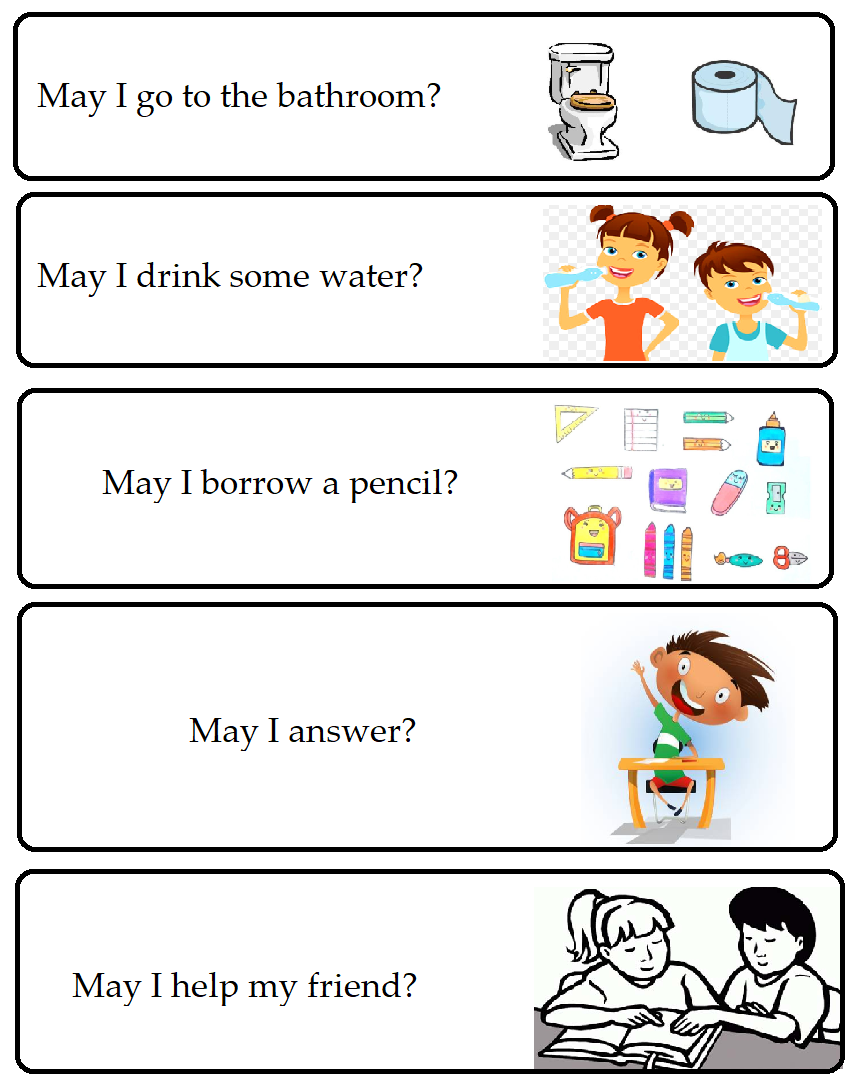 May I go to the bathroom?
May I drink some water?
May I borrow a pencil?
May I answer?
May I help my friend?